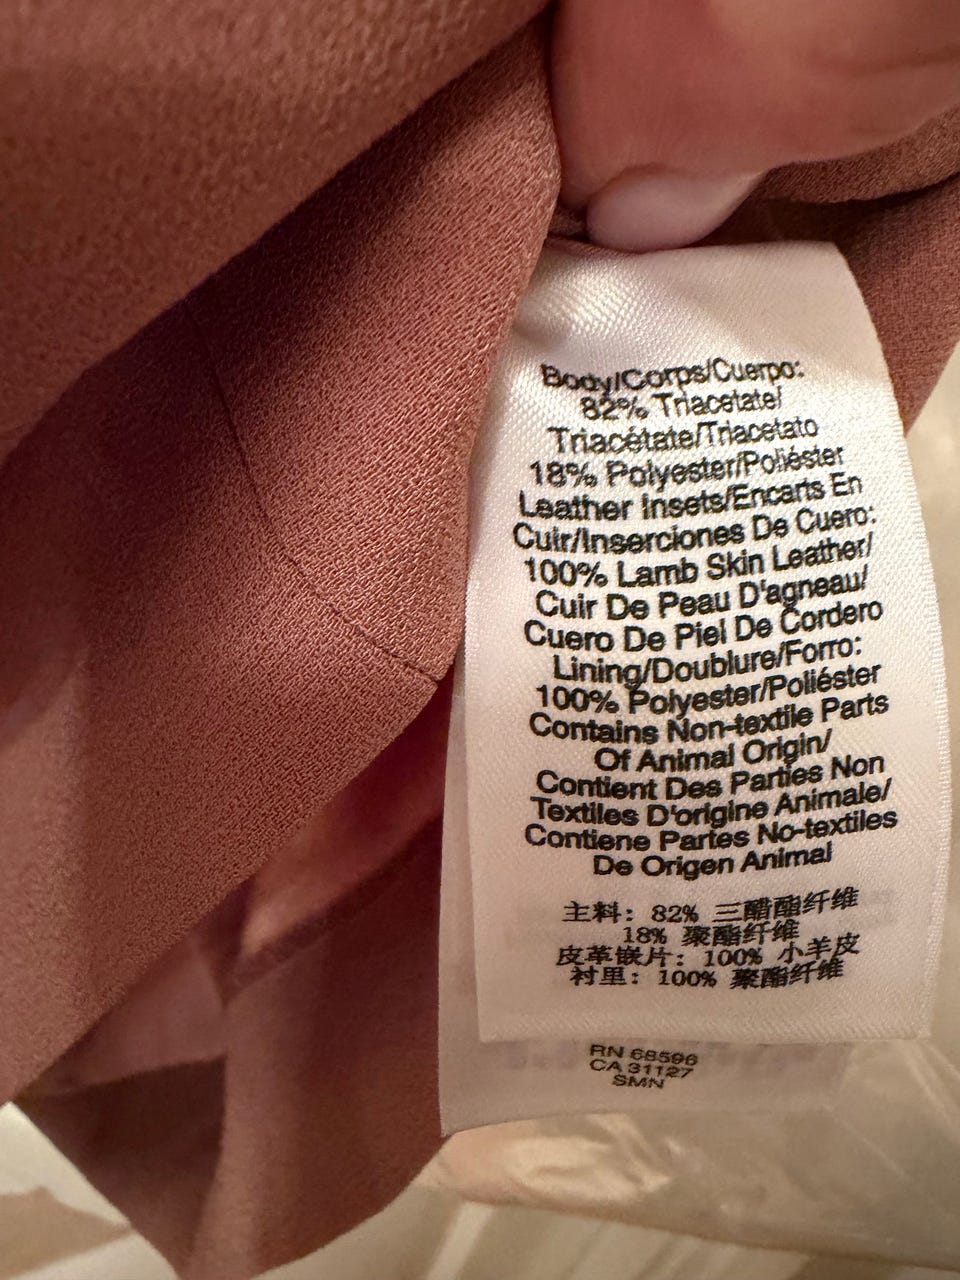 Body/Corps/Cuerpo:
82% Triacetate/
Triacétate/Triacetato
18% Polyester/Poliéster
Leather Insets/Encarts En
Cuir/Inserciones De Cuero:
100% Lamb Skin Leather/
Cuir De Peau D'agneau/
Cuero De Piel De Cordero
Lining/Doublure/Forro:
100% Polyester/Poliéster
Contains Non-textile Parts
Of Animal Origin/
Contient Des Parties Non
Textiles D'origine Animale/
Contiene Partes No-textiles
De Origen Animal
主料: 82% 三醋酯纤维
18% 聚酯纤维
皮革嵌片: 100% 小羊皮
衬里: 100% 聚酯纤维
RN 68596
CA 31127
SMN